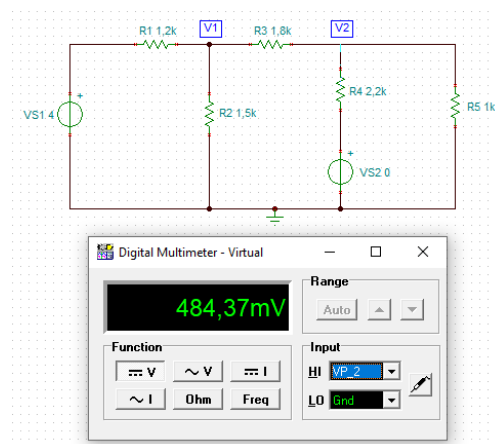 R1 1,2k
V1
R3 1,8k
V2
+
VS1 4
R2 1,5k
R4 2,2k
R5 1k
+
VS2 0
Digital Multimeter - Virtual
484,37mV
Range
Auto
Function
V
V
I
I
Ohm
Freq
Input
HI VP_2
LO Gnd